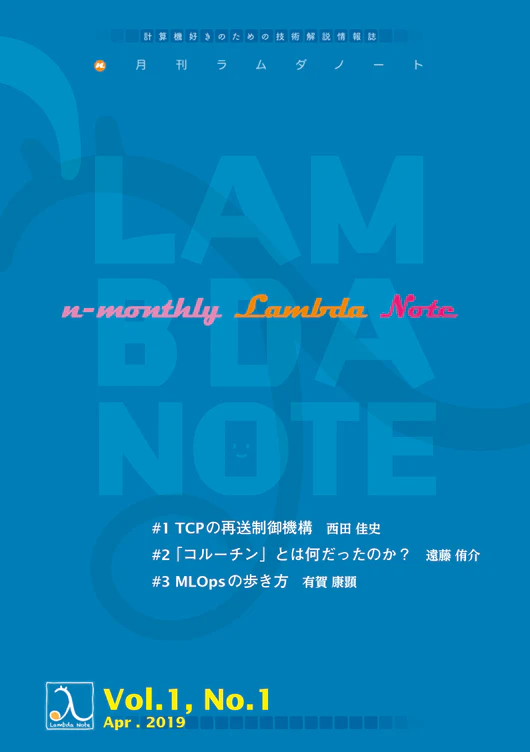 計算機好きのための技術解説情報誌
n 月刊ラムダノート
LAM
n-monthly Lambda Note
BDA
NOTE
#1 TCPの再送制御機構 西田 佳史
#2「コルーチン」とは何だったのか？ 遠藤 侑介
#3 MLOpsの歩き方 有賀 康顕
Vol.1, No.1
Lambda Note
Apr . 2019